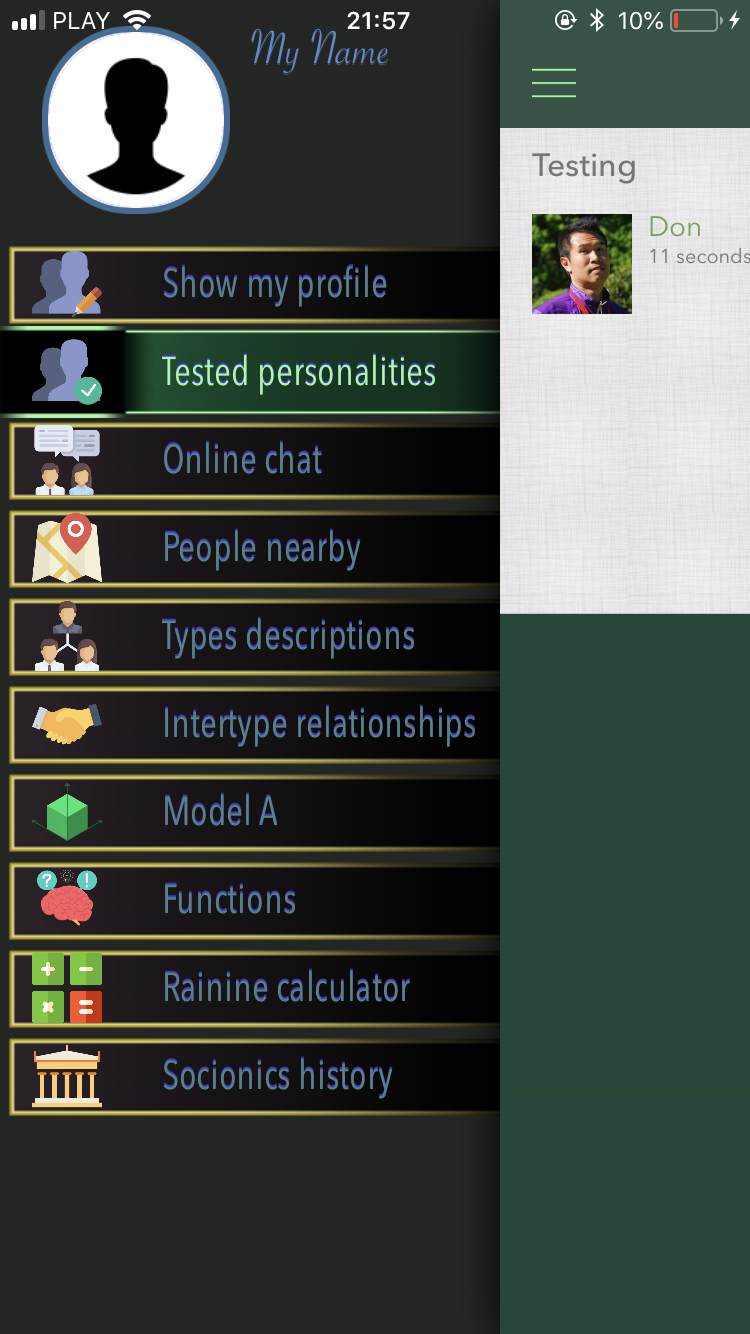 PLAY 21:57 10%
My Name
Testing
Don
11 seconds
Show my profile
Tested personalities
Online chat
People nearby
Types descriptions
Intertype relationships
Model A
Functions
Rainine calculator
Socionics history